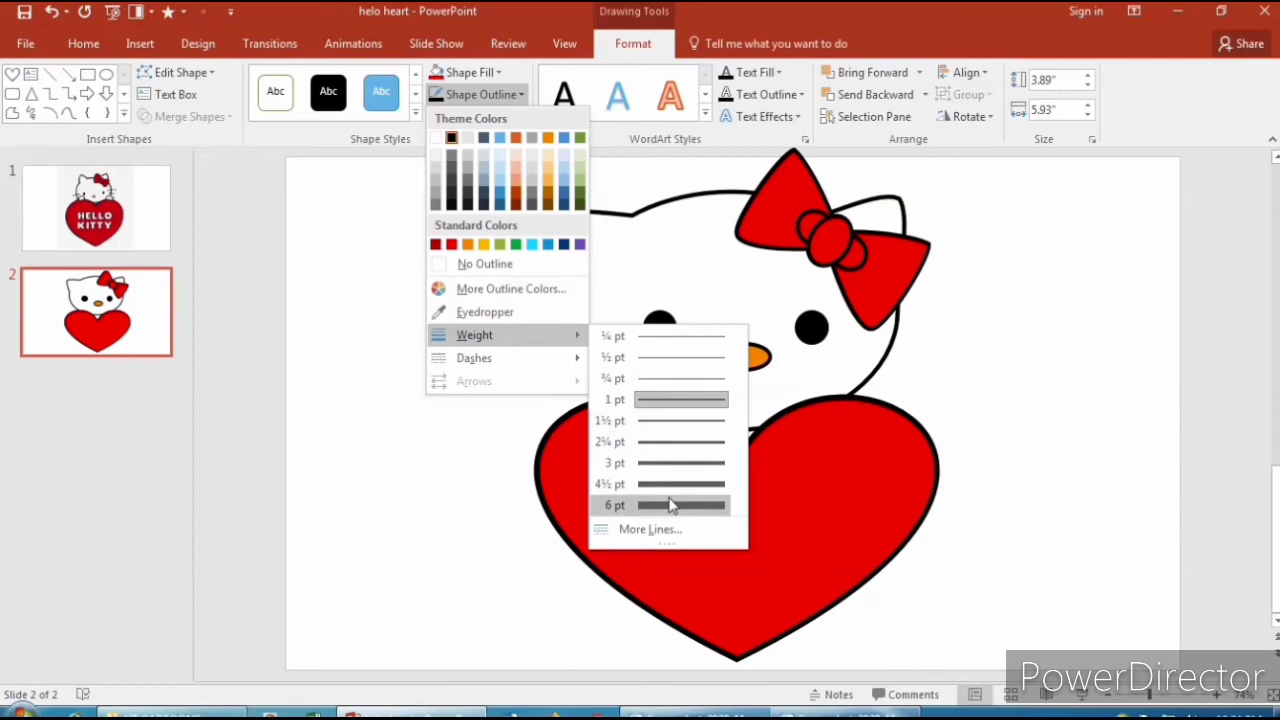 helo heart - PowerPoint
Drawing Tools
Sign in
File Home Insert Design Transitions Animations Slide Show Review View Format Tell me what you want to do Share
Edit Shape
Text Box
Merge Shapes
Insert Shapes
Abc Abc Abc
Shape Styles
Shape Fill
Shape Outline
A A A
WordArt Styles
Text Fill
Text Outline
Text Effects
Bring Forward
Send Backward
Selection Pane
Align
Group
Rotate
Arrange
3.89"
5.93"
Size
Theme Colors
Standard Colors
No Outline
More Outline Colors...
Eyedropper
Weight
Dashes
Arrows
¼ pt
½ pt
¾ pt
1 pt
1½ pt
2¼ pt
3 pt
4½ pt
6 pt
More Lines...
1
HELLO
KITTY
2
PowerDirector
Slide 2 of 2
Notes
Comments
74%